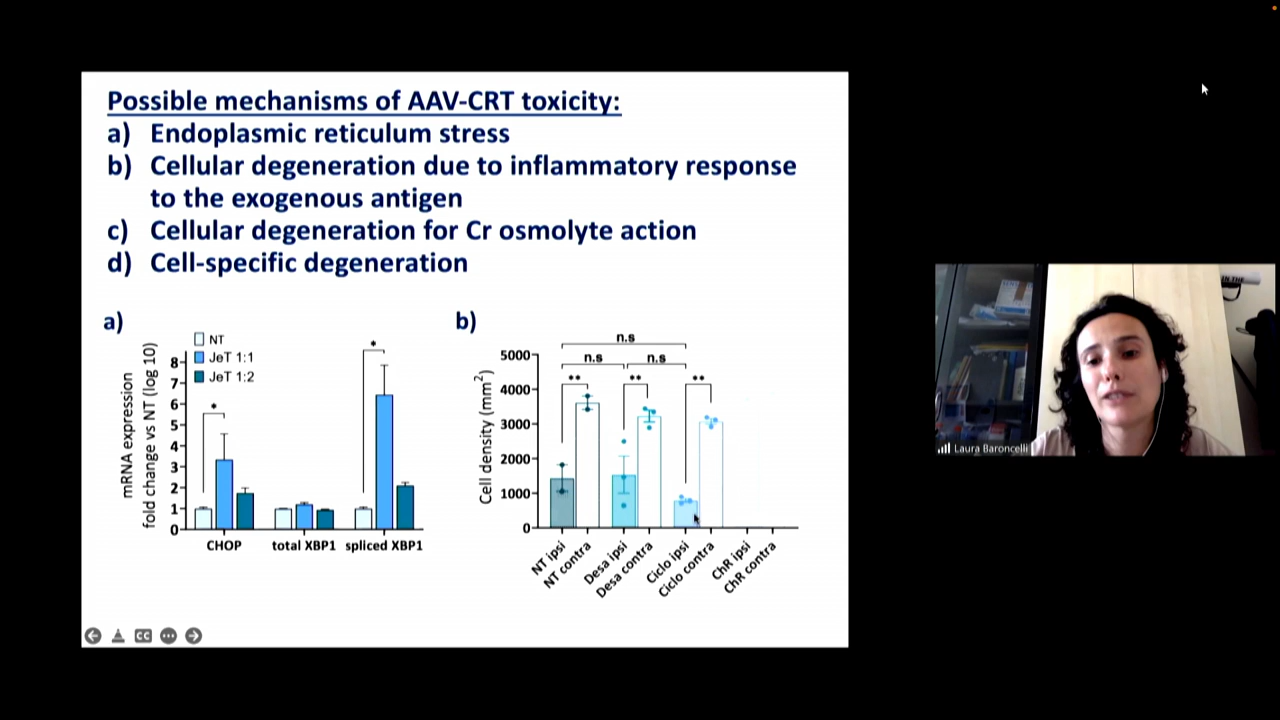 Possible mechanisms of AAV-CRT toxicity:
a) Endoplasmic reticulum stress
b) Cellular degeneration due to inflammatory response
to the exogenous antigen
c) Cellular degeneration for Cr osmolyte action
d) Cell-specific degeneration
a)
NT
JeT 1:1
JeT 1:2
mRNA expression
fold change vs NT (log 10)
8
7
6
5
4
3
2
1
0
*
*
CHOP
total XBP1
spliced XBP1
b)
n.s
n.s
n.s
**
**
**
Cell density (mm2)
5000
4000
3000
2000
1000
0
NT ipsi
NT contra
Desa ipsi
Desa contra
Ciclo ipsi
Ciclo contra
ChR ipsi
ChR contra
CC
IN THE
Laura Baroncelli